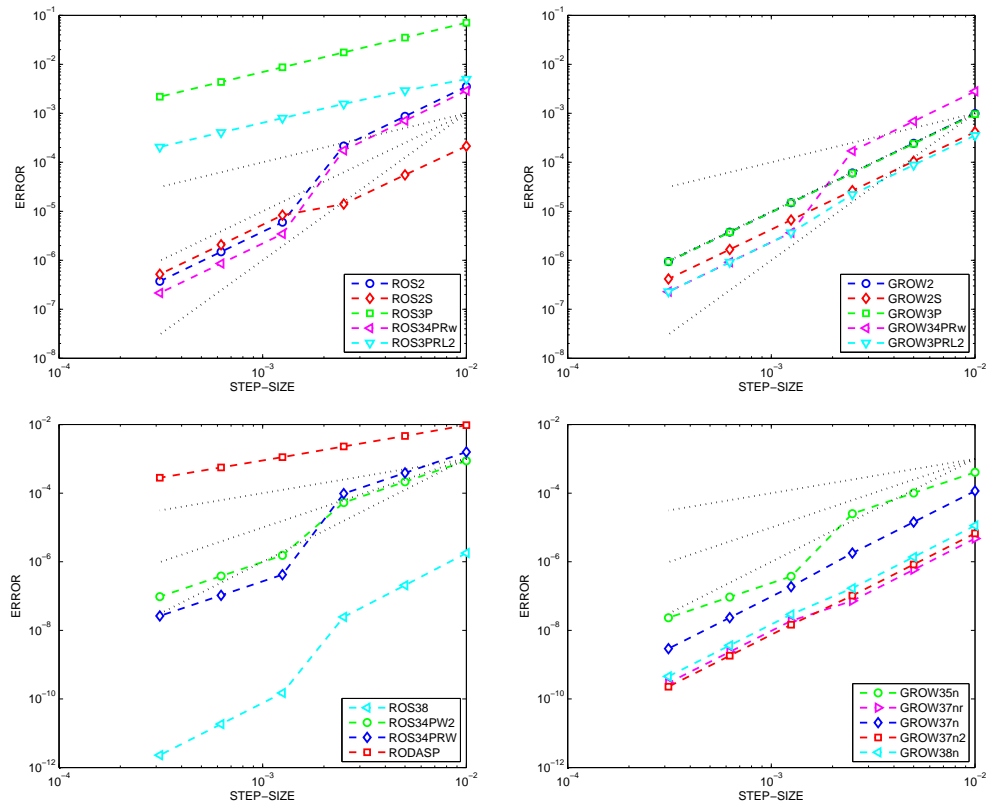 10^-1
10^-2
10^-3
10^-4
10^-5
10^-6
10^-7
10^-8
ERROR
10^-4
10^-3
10^-2
STEP-SIZE
ROS2
ROS2S
ROS3P
ROS34PRw
ROS3PRL2
10^-1
10^-2
10^-3
10^-4
10^-5
10^-6
10^-7
10^-8
ERROR
10^-4
10^-3
10^-2
STEP-SIZE
GROW2
GROW2S
GROW3P
GROW34PRw
GROW3PRL2
10^-2
10^-4
10^-6
10^-8
10^-10
10^-12
ERROR
10^-4
10^-3
10^-2
STEP-SIZE
ROS38
ROS34PW2
ROS34PRW
RODASP
10^-2
10^-4
10^-6
10^-8
10^-10
10^-12
ERROR
10^-4
10^-3
10^-2
STEP-SIZE
GROW35n
GROW37nr
GROW37n
GROW37n2
GROW38n